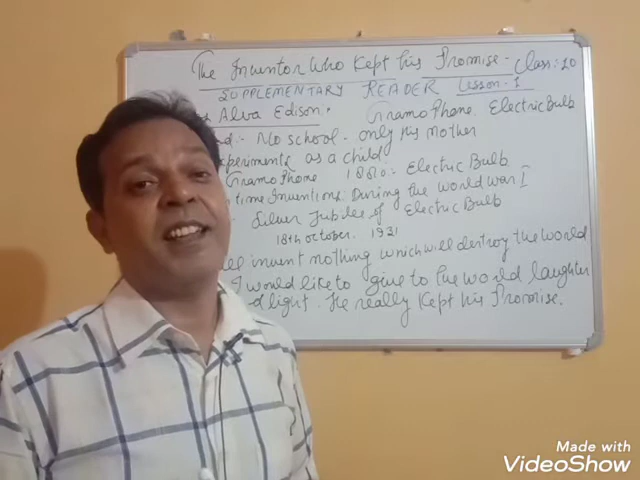 The Inventor Who Kept his Promise - Class: 10
SUPPLEMENTARY READER Lesson - I
Alva Edison. GramoPhone. Electric Bulb
No school - only his mother
experiments as a child.
GramoPhone 1880: Electric Bulb
time Inventions. During the world war I
Silver Jubilee of Electric Bulb
18th october. 1931
invent nothing which will destroy the world
I would like to give to the world laughter
light. He really Kept his Promise.
Made with
VideoShow